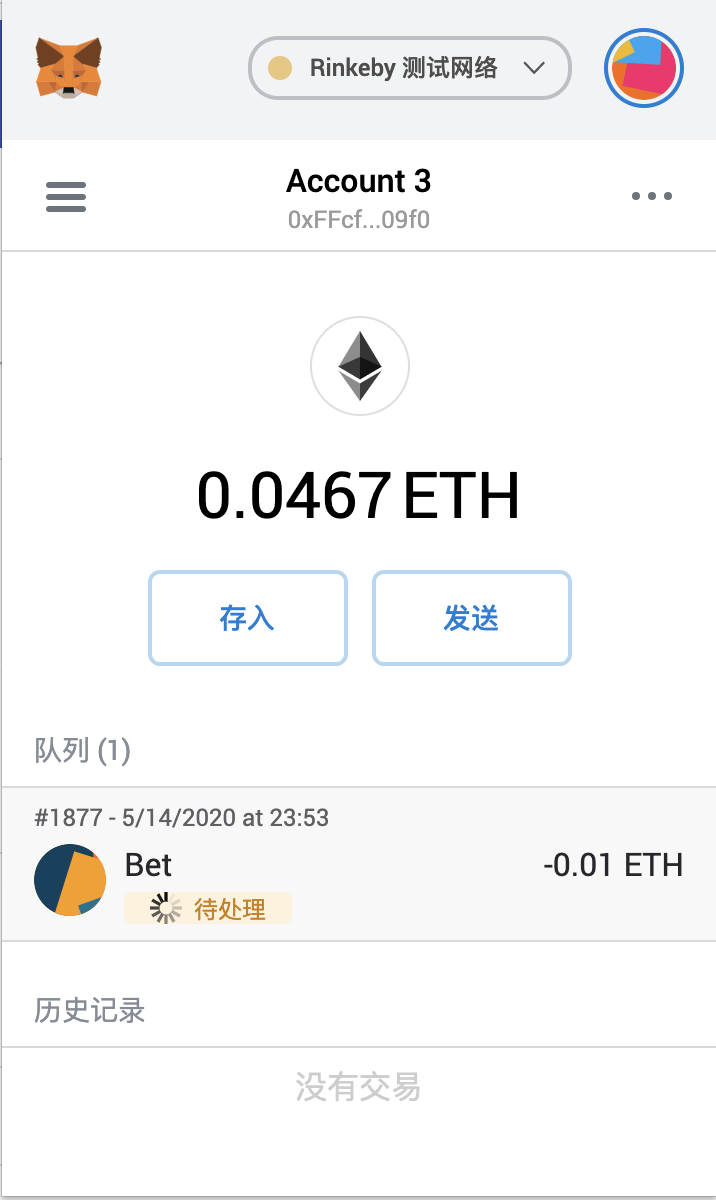 Rinkeby 测试网络
Account 3
0xFFcf...09f0
0.0467 ETH
存入
发送
队列 (1)
#1877 - 5/14/2020 at 23:53
Bet
-0.01 ETH
待处理
历史记录
没有交易